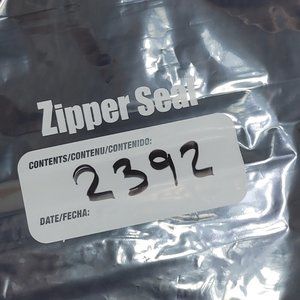 Zipper Seal
CONTENTS/CONTENU/CONTENIDO:
2392
DATE/FECHA: